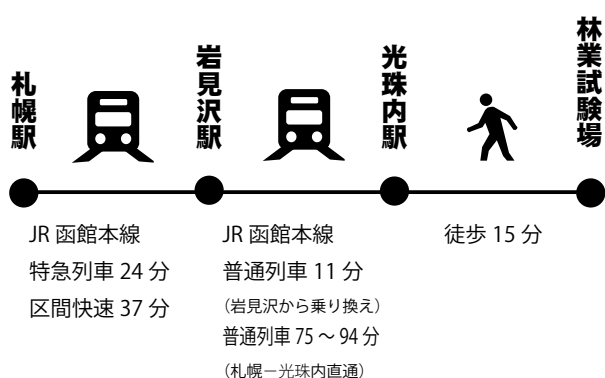 札幌駅
岩見沢駅
光珠内駅
林業試験場
JR 函館本線
特急列車 24 分
区間快速 37 分
JR 函館本線
普通列車 11 分
(岩見沢から乗り換え)
普通列車 75 ～ 94 分
(札幌－光珠内直通)
徒歩 15 分